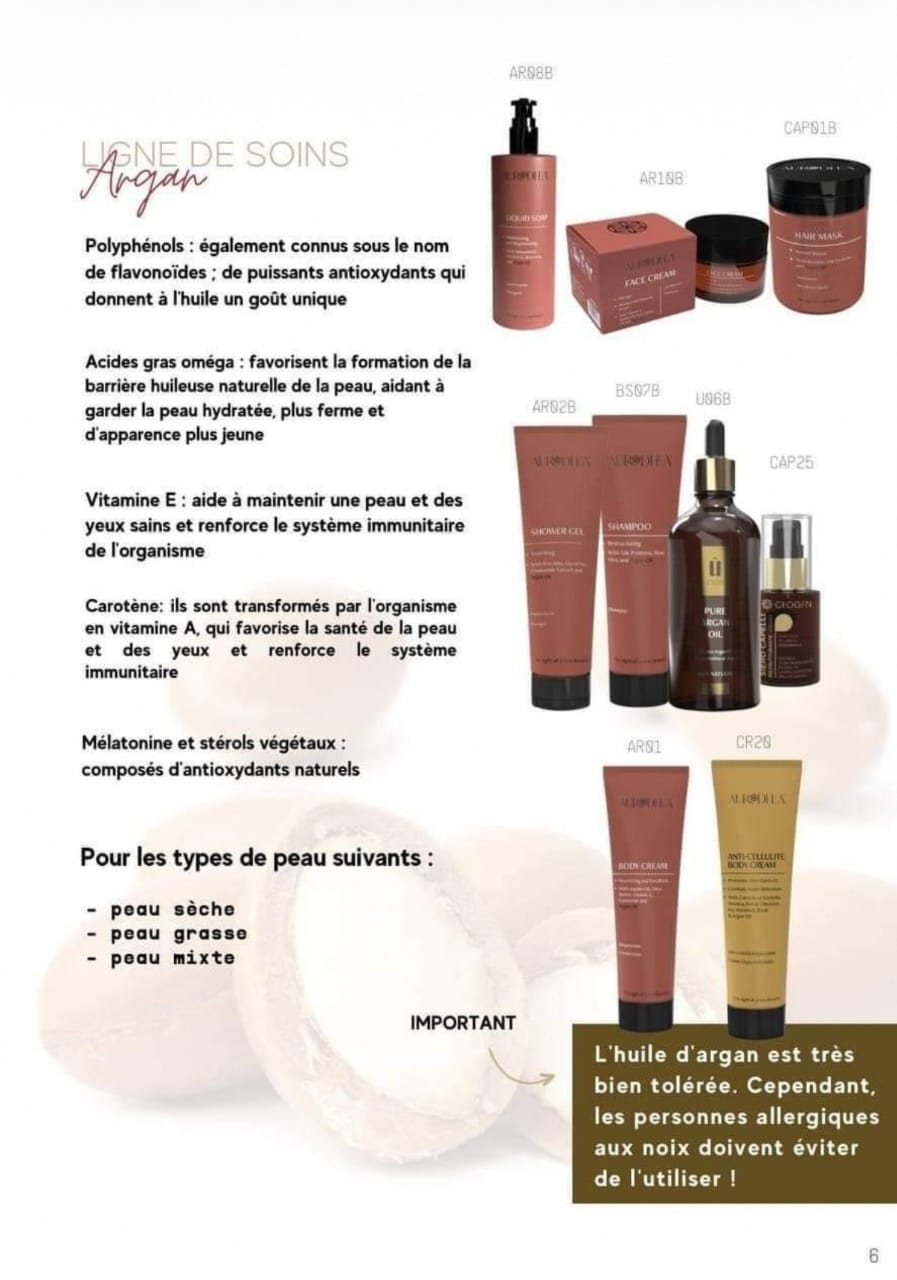 LIGNE DE SOINS
Argan
Polyphénols : également connus sous le nom
de flavonoïdes ; de puissants antioxydants qui
donnent à l'huile un goût unique
Acides gras oméga : favorisent la formation de la
barrière huileuse naturelle de la peau, aidant à
garder la peau hydratée, plus ferme et
d'apparence plus jeune
Vitamine E : aide à maintenir une peau et des
yeux sains et renforce le système immunitaire
de l'organisme
Carotène: ils sont transformés par l'organisme
en vitamine A, qui favorise la santé de la peau
et des yeux et renforce le système
immunitaire
Mélatonine et stérols végétaux :
composés d'antioxydants naturels
Pour les types de peau suivants :
- peau sèche
- peau grasse
- peau mixte
IMPORTANT
AR08B
LIQUID SOAP
AR10B
FACE CREAM
CAP01B
HAIR MASK
AR02B
SHOWER GEL
BS07B
SHAMPOO
U06B
PURE
ARGAN
OIL
CAP25
AR01
AURODHEA
BODY CREAM
CR20
AURODHEA
ANTI-CELLULITE
BODY CREAM
L'huile d'argan est très
bien tolérée. Cependant,
les personnes allergiques
aux noix doivent éviter
de l'utiliser !
6